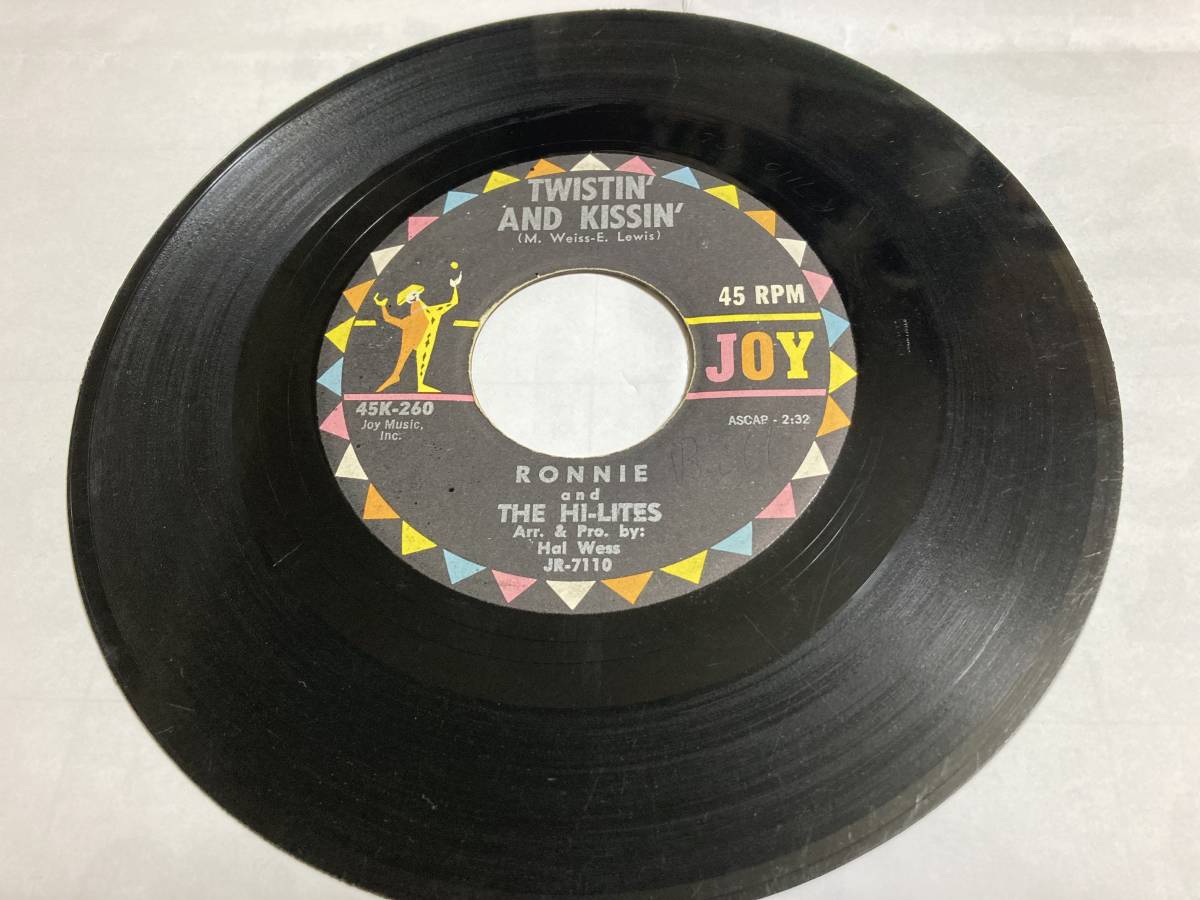 TWISTIN'
AND KISSIN'
(M. Weiss-E. Lewis)
45 RPM
JOY
45K-260
Joy Music,
Inc.
ASCAP - 2:32
RONNIE
and
THE HI-LITES
Arr. & Pro. by:
Hal Wess
JR-7110